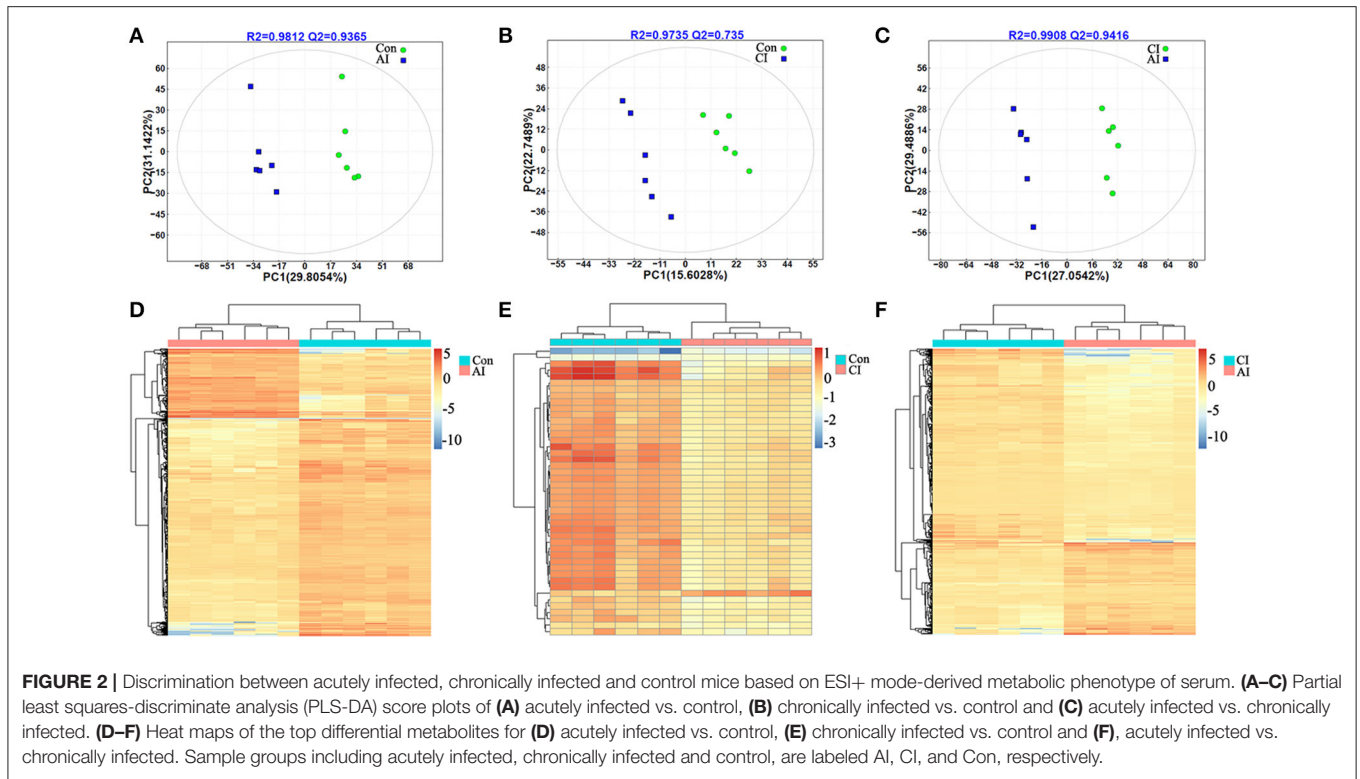 A
R2=0.9812 Q2=0.9365
Con
AI
60
45
30
15
0
−15
−30
−45
−60
PC2(31.1422%)
−68 −51 −34 −17 0 17 34 51 68
PC1(29.8054%)
B
R2=0.9735 Q2=0.735
Con
CI
48
36
24
12
0
−12
−24
−36
−48
PC2(22.7489%)
−55 −44 −33 −22 −11 0 11 22 33 44 55
PC1(15.6028%)
C
R2=0.9908 Q2=0.9416
CI
AI
56
42
28
14
0
−14
−28
−42
−56
PC2(29.4886%)
−80 −64 −48 −32 −16 0 16 32 48 64 80
PC1(27.0542%)
D
5
0
−5
−10
Con
AI
E
1
0
-1
-2
-3
Con
CI
F
5
0
−5
−10
CI
AI
FIGURE 2 | Discrimination between acutely infected, chronically infected and control mice based on ESI+ mode-derived metabolic phenotype of serum. (A–C) Partial
least squares-discriminate analysis (PLS-DA) score plots of (A) acutely infected vs. control, (B) chronically infected vs. control and (C) acutely infected vs. chronically
infected. (D–F) Heat maps of the top differential metabolites for (D) acutely infected vs. control, (E) chronically infected vs. control and (F), acutely infected vs.
chronically infected. Sample groups including acutely infected, chronically infected and control, are labeled AI, CI, and Con, respectively.